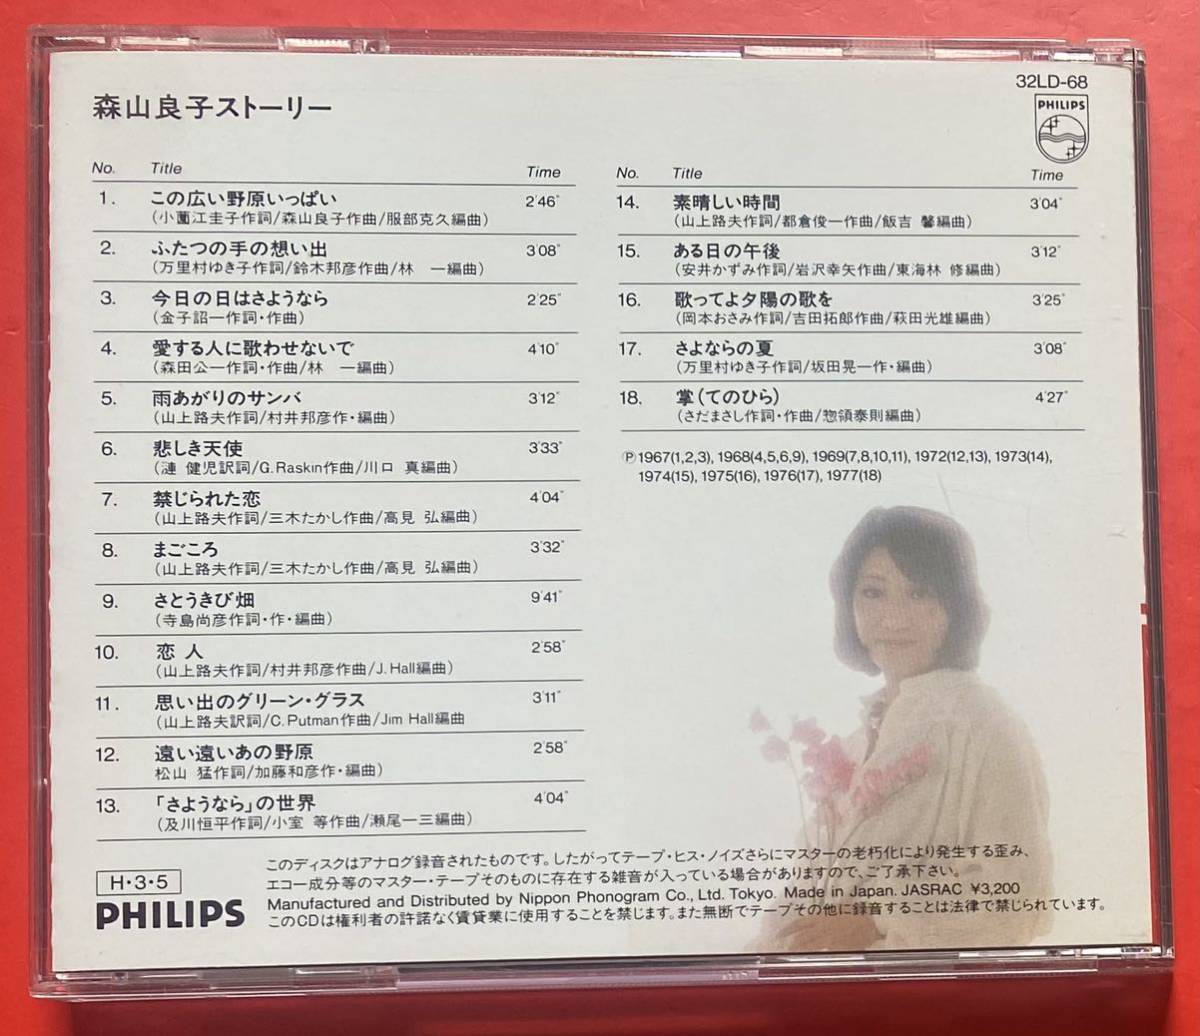 32LD-68
PHILIPS
森山良子ストーリー
No. Title Time
1. この広い野原いっぱい 2'46"
(小薗江圭子作詞/森山良子作曲/服部克久編曲)
2. ふたつの手の想い出 3'08"
(万里村ゆき子作詞/鈴木邦彦作曲/林 一編曲)
3. 今日の日はさようなら 2'25"
(金子詔一作詞・作曲)
4. 愛する人に歌わせないで 4'10"
(森田公一作詞・作曲/林 一編曲)
5. 雨あがりのサンバ 3'12"
(山上路夫作詞/村井邦彦作・編曲)
6. 悲しき天使 3'33"
(漣 健児訳詞/G.Raskin作曲/川口 真編曲)
7. 禁じられた恋 4'04"
(山上路夫作詞/三木たかし作曲/高見 弘編曲)
8. まごころ 3'32"
(山上路夫作詞/三木たかし作曲/高見 弘編曲)
9. さとうきび畑 9'41"
(寺島尚彦作詞・作・編曲)
10. 恋 人 2'58"
(山上路夫作詞/村井邦彦作曲/J. Hall編曲)
11. 思い出のグリーン・グラス 3'11"
(山上路夫訳詞/C. Putman作曲/Jim Hall編曲
12. 遠い遠いあの野原 2'58"
松山 猛作詞/加藤和彦作・編曲)
13. 「さようなら」の世界 4'04"
(及川恒平作詞/小室 等作曲/瀬尾一三編曲)
No. Title Time
14. 素晴しい時間 3'04"
(山上路夫作詞/都倉俊一作曲/飯吉 馨編曲)
15. ある日の午後 3'12"
(安井かずみ作詞/岩沢幸矢作曲/東海林 修編曲)
16. 歌ってよ夕陽の歌を 3'25"
(岡本おさみ作詞/吉田拓郎作曲/萩田光雄編曲)
17. さよならの夏 3'08"
(万里村ゆき子作詞/坂田晃一作・編曲)
18. 掌(てのひら) 4'27"
(さだまさし作詞・作曲/惣領泰則編曲)
Ⓟ1967(1,2,3), 1968(4,5,6,9), 1969(7,8,10,11), 1972(12,13), 1973(14),
1974(15), 1975(16), 1976(17), 1977(18)
このディスクはアナログ録音されたものです。したがってテープ・ヒス・ノイズさらにマスターの老朽化により発生する歪み、
エコー成分等のマスター・テープそのものに存在する雑音が入っている場合がありますので、ご了承下さい。
Manufactured and Distributed by Nippon Phonogram Co., Ltd. Tokyo. Made in Japan. JASRAC ¥3,200
このCDは権利者の許諾なく賃貸業に使用することを禁じます。また無断でテープその他に録音することは法律で禁じられています。
H・3・5
PHILIPS